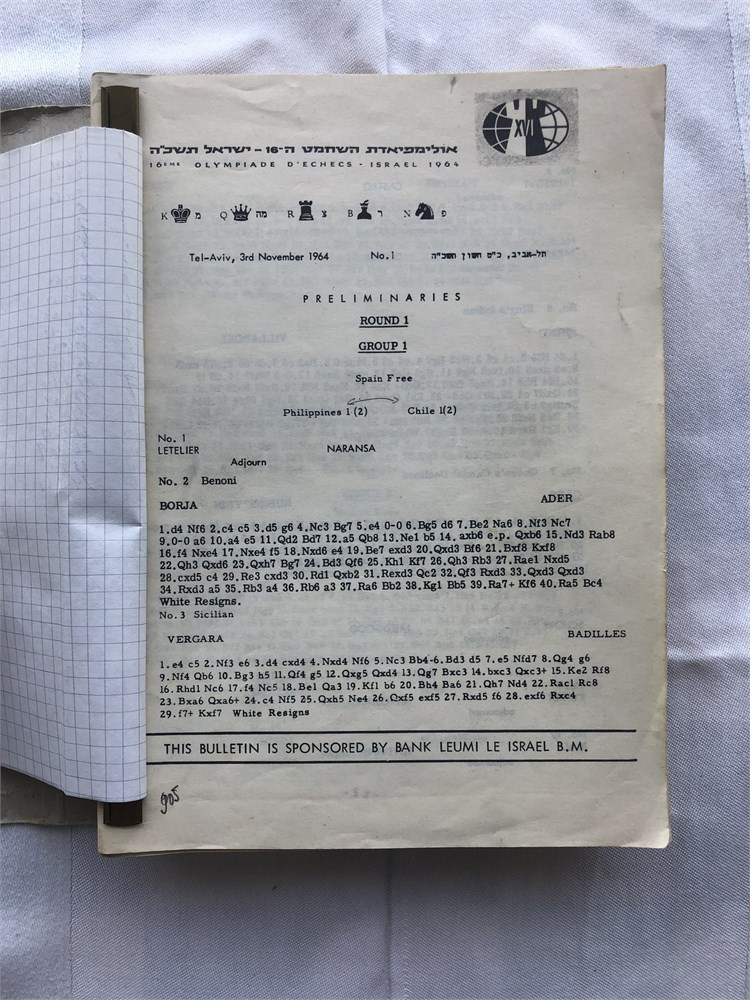 XVI
אולימפיאדת השחמט ה-16 - ישראל תשכ"ה
16EME OLYMPIADE D'ECHECS - ISRAEL 1964
K מ Q מה R צ B ר N פ
Tel-Aviv, 3rd November 1964 No.1 תל-אביב, כ"ט חשון תשכ"ה
PRELIMINARIES
ROUND 1
GROUP 1
Spain Free
Philippines 1 (2) Chile 1(2)
No. 1
LETELIER NARANSA
Adjourn
No. 2 Benoni
BORJA ADER
1.d4 Nf6 2.c4 c5 3.d5 g6 4.Nc3 Bg7 5.e4 0-0 6.Bg5 d6 7.Be2 Na6 8.Nf3 Nc7
9.0-0 a6 10.a4 e5 11.Qd2 Bd7 12.a5 Qb8 13.Ne1 b5 14.axb6 e.p. Qxb6 15.Nd3 Rab8
16.f4 Nxe4 17.Nxe4 f5 18.Nxd6 e4 19.Be7 exd3 20.Qxd3 Bf6 21.Bxf8 Kxf8
22.Qh3 Qxd6 23.Qxh7 Bg7 24.Bd3 Qf6 25.Kh1 Kf7 26.Qh3 Rb3 27.Rae1 Nxd5
28.cxd5 c4 29.Re3 cxd3 30.Rd1 Qxb2 31.Rexd3 Qc2 32.Qf3 Rxd3 33.Qxd3 Qxd3
34.Rxd3 a5 35.Rb3 a4 36.Rb6 a3 37.Ra6 Bb2 38.Kg1 Bb5 39.Ra7+ Kf6 40.Ra5 Bc4
White Resigns.
No. 3 Sicilian
VERGARA BADILLES
1.e4 c5 2.Nf3 e6 3.d4 cxd4 4.Nxd4 Nf6 5.Nc3 Bb4-6.Bd3 d5 7.e5 Nfd7 8.Qg4 g6
9.Nf4 Qb6 10.Bg3 h5 11.Qf4 g5 12.Qxg5 Qxd4 13.Qg7 Bxc3 14.bxc3 Qxc3+ 15.Ke2 Rf8
16.Rhd1 Nc6 17.f4 Nc5 18.Be1 Qa3 19.Kf1 b6 20.Bh4 Ba6 21.Qh7 Nd4 22.Rac1 Rc8
23.Bxa6 Qxa6+ 24.c4 Nf5 25.Qxh5 Ne4 26.Qxf5 exf5 27.Rxd5 f6 28.exf6 Rxc4
29.f7+ Kxf7 White Resigns
THIS BULLETIN IS SPONSORED BY BANK LEUMI LE ISRAEL B.M.
905